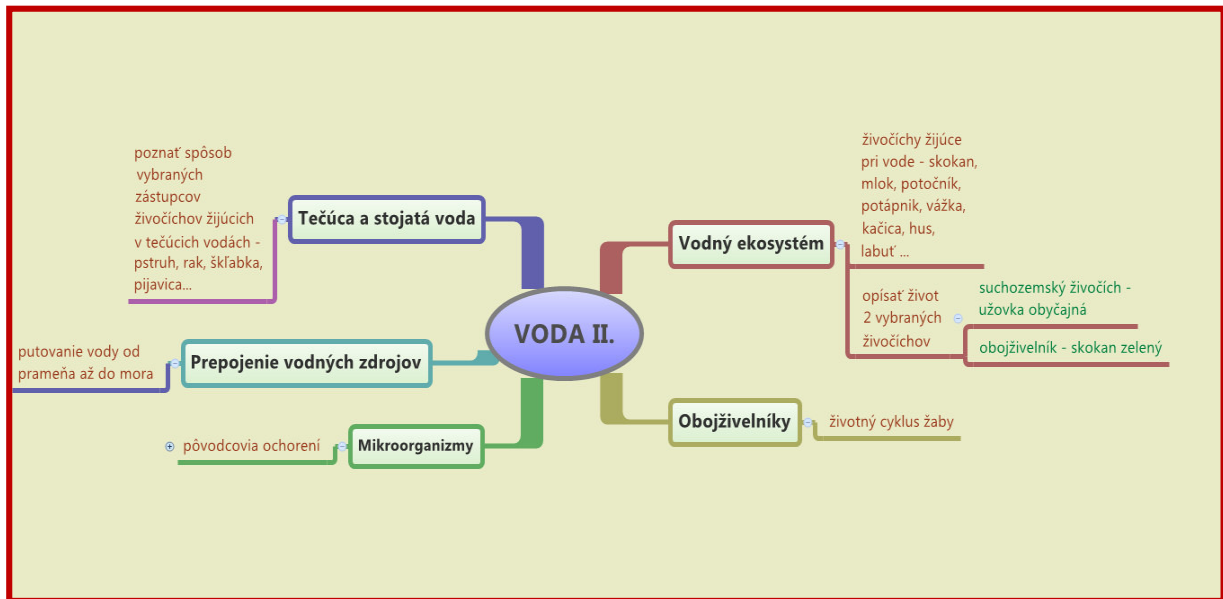 VODA II.
Tečúca a stojatá voda
poznať spôsob
vybraných
zástupcov
živočíchov žijúcich
v tečúcich vodách -
pstruh, rak, škľabka,
pijavica...
Prepojenie vodných zdrojov
putovanie vody od
prameňa až do mora
Mikroorganizmy
pôvodcovia ochorení
Vodný ekosystém
živočíchy žijúce
pri vode - skokan,
mlok, potočník,
potápnik, vážka,
kačica, hus,
labuť ...
opísať život
2 vybraných
živočíchov
suchozemský živočích -
užovka obyčajná
obojživelník - skokan zelený
Obojživelníky
životný cyklus žaby